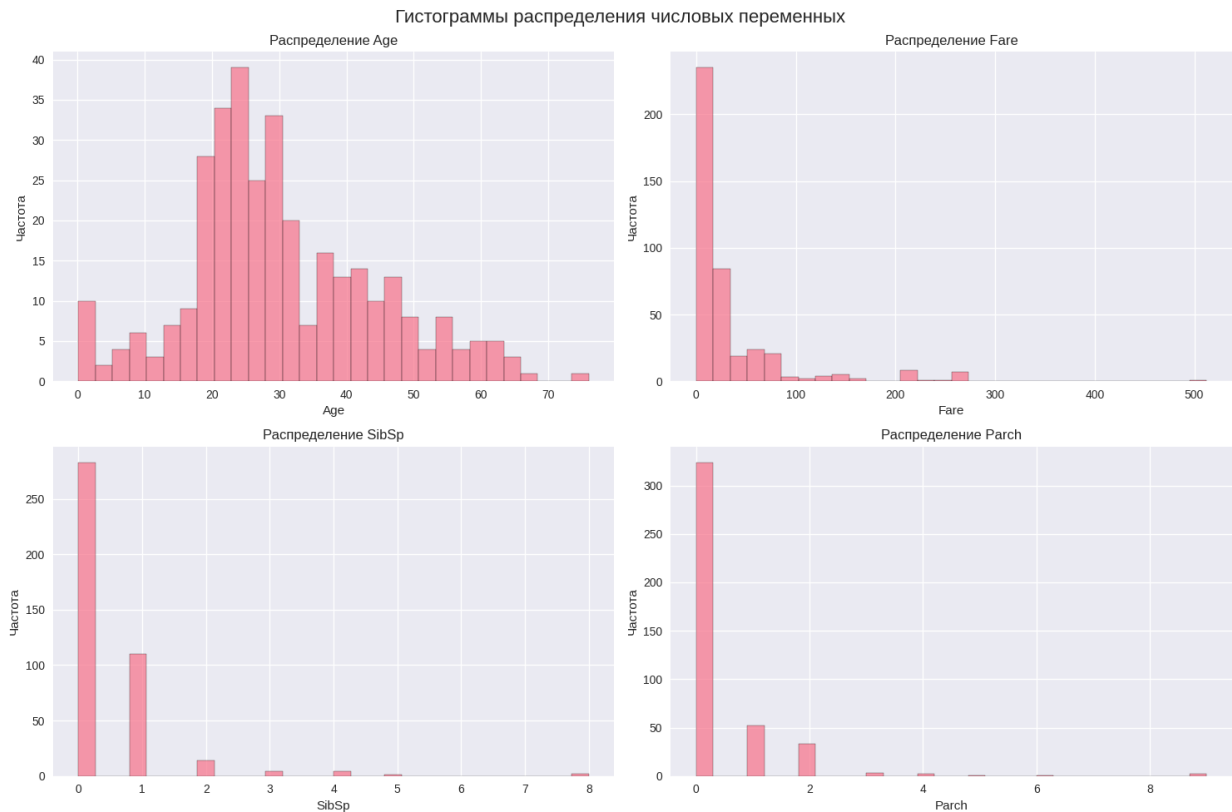 Гистограммы распределения числовых переменных
Распределение Age
40
35
30
25
20
15
10
5
0
Частота
0 10 20 30 40 50 60 70
Age
Распределение Fare
200
150
100
50
0
Частота
0 100 200 300 400 500
Fare
Распределение SibSp
250
200
150
100
50
0
Частота
0 1 2 3 4 5 6 7 8
SibSp
Распределение Parch
300
250
200
150
100
50
0
Частота
0 2 4 6 8
Parch